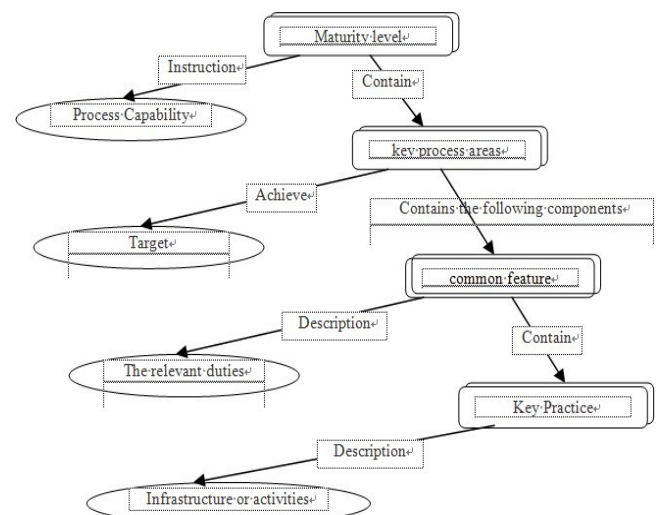 Maturity level
Instruction
Contain
Process Capability
key process areas
Achieve
Contains the following components
Target
common feature
Description
Contain
The relevant duties
Key Practice
Description
Infrastructure or activities